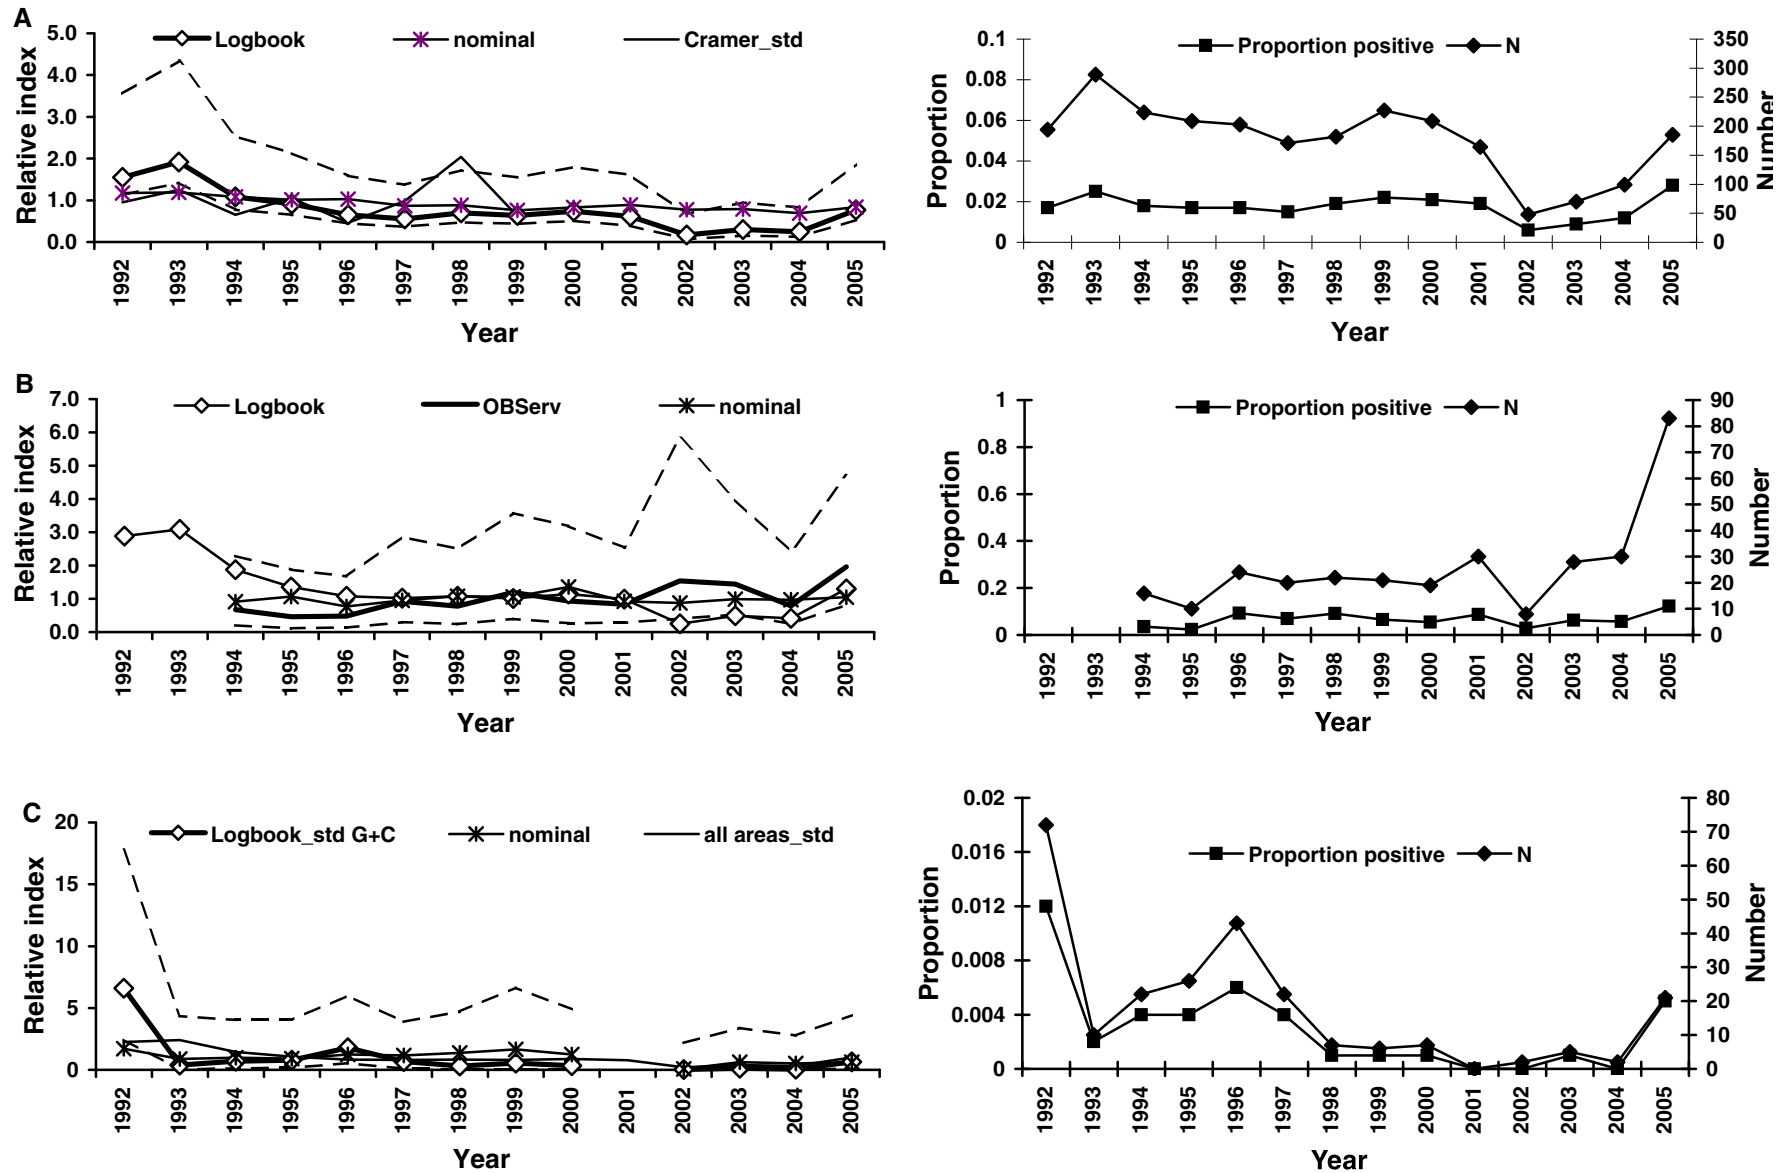 A
Logbook nominal Cramer_std
Relative index
5.0
4.0
3.0
2.0
1.0
0.0
1992 1993 1994 1995 1996 1997 1998 1999 2000 2001 2002 2003 2004 2005
Year
Proportion positive N
Proportion
0.1
0.08
0.06
0.04
0.02
0
350
300
250
200
150
100
50
0
Number
1992 1993 1994 1995 1996 1997 1998 1999 2000 2001 2002 2003 2004 2005
Year
B
Logbook OBServ nominal
Relative index
7.0
6.0
5.0
4.0
3.0
2.0
1.0
0.0
1992 1993 1994 1995 1996 1997 1998 1999 2000 2001 2002 2003 2004 2005
Year
Proportion positive N
Proportion
1
0.8
0.6
0.4
0.2
0
90
80
70
60
50
40
30
20
10
0
Number
1992 1993 1994 1995 1996 1997 1998 1999 2000 2001 2002 2003 2004 2005
Year
C
Logbook_std G+C nominal all areas_std
Relative index
20
15
10
5
0
1992 1993 1994 1995 1996 1997 1998 1999 2000 2001 2002 2003 2004 2005
Year
Proportion positive N
Proportion
0.02
0.016
0.012
0.008
0.004
0
80
70
60
50
40
30
20
10
0
Number
1992 1993 1994 1995 1996 1997 1998 1999 2000 2001 2002 2003 2004 2005
Year